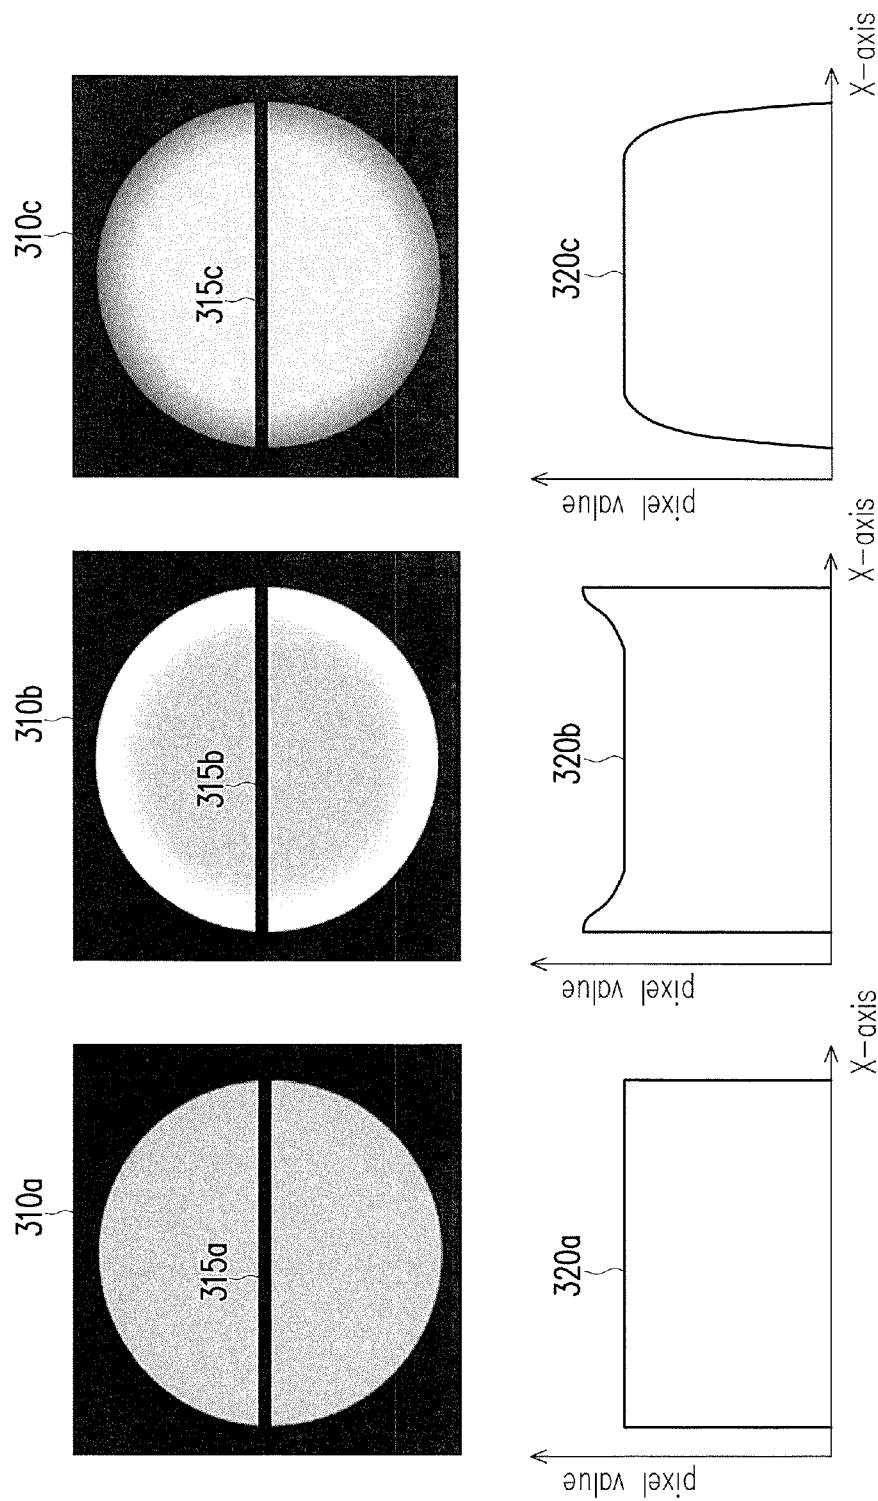 310a
310b
310c
315a
315b
315c
320a
320b
320c
pixel value
pixel value
pixel value
X-axis
X-axis
X-axis